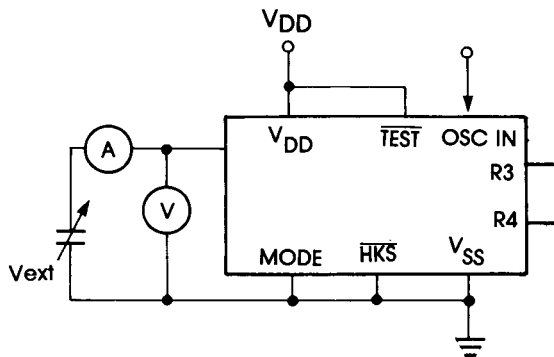 VDD
VDD
TEST
OSC IN
A
R3
V
R4
Vext
MODE
HKS
VSS